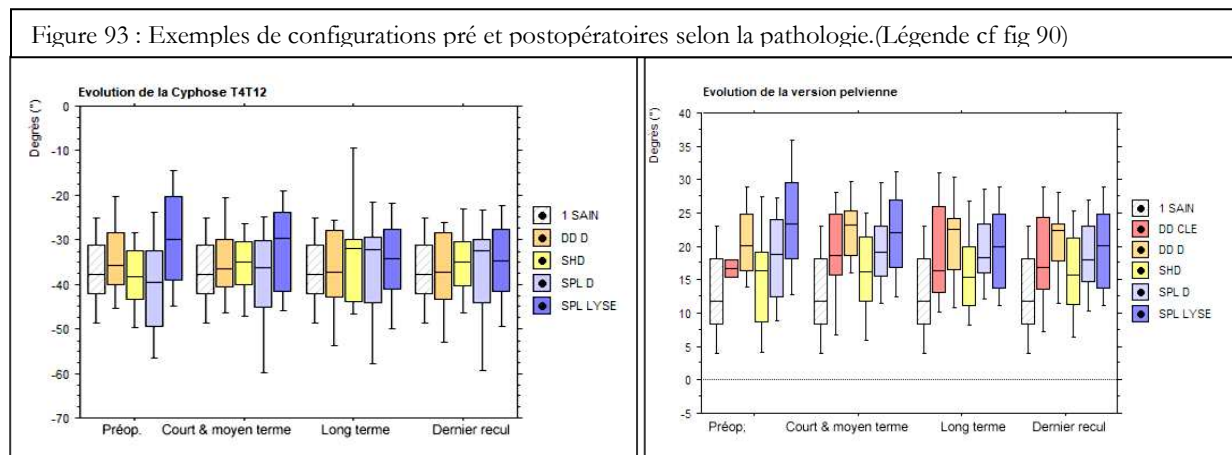 Figure 93 : Exemples de configurations pré et postopératoires selon la pathologie.(Légende cf fig 90)
Evolution de la Cyphose T4T12
Degrès (°)
0
-10
-20
-30
-40
-50
-60
-70
Préop.
Court & moyen terme
Long terme
Dernier recul
1 SAIN
DD D
SHD
SPL D
SPL LYSE
Evolution de la version pelvienne
Degrès (°)
40
35
30
25
20
15
10
5
0
-5
Préop;
Court & moyen terme
Long terme
Dernier recul
1 SAIN
DD CLE
DD D
SHD
SPL D
SPL LYSE